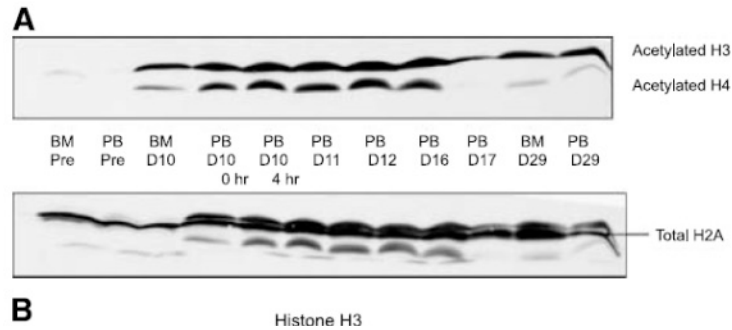 A
Acetylated H3
Acetylated H4
BM PB BM PB PB PB PB PB PB BM PB
Pre Pre D10 D10 D10 D11 D12 D16 D17 D29 D29
0 hr 4 hr
Total H2A
B
Histone H3